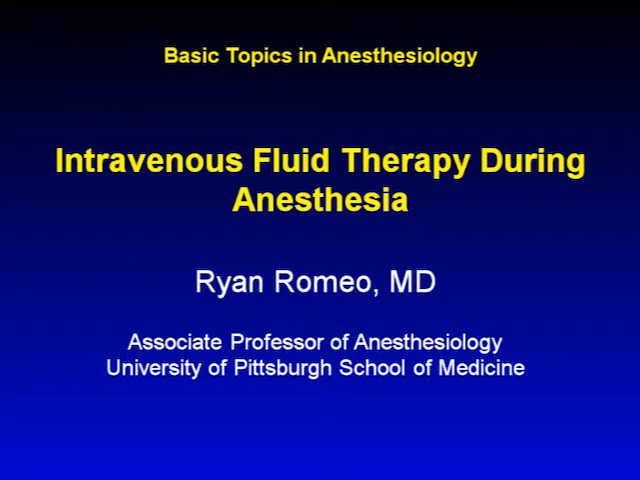 Basic Topics in Anesthesiology
Intravenous Fluid Therapy During
Anesthesia
Ryan Romeo, MD
Associate Professor of Anesthesiology
University of Pittsburgh School of Medicine